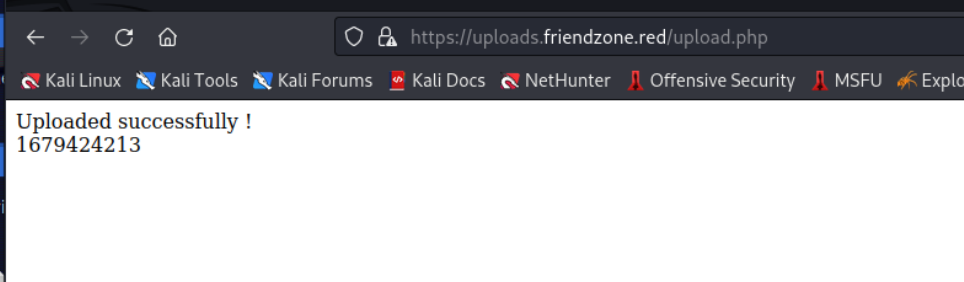 https://uploads.friendzone.red/upload.php
Kali Linux Kali Tools Kali Forums Kali Docs NetHunter Offensive Security MSFU Explo
Uploaded successfully !
1679424213